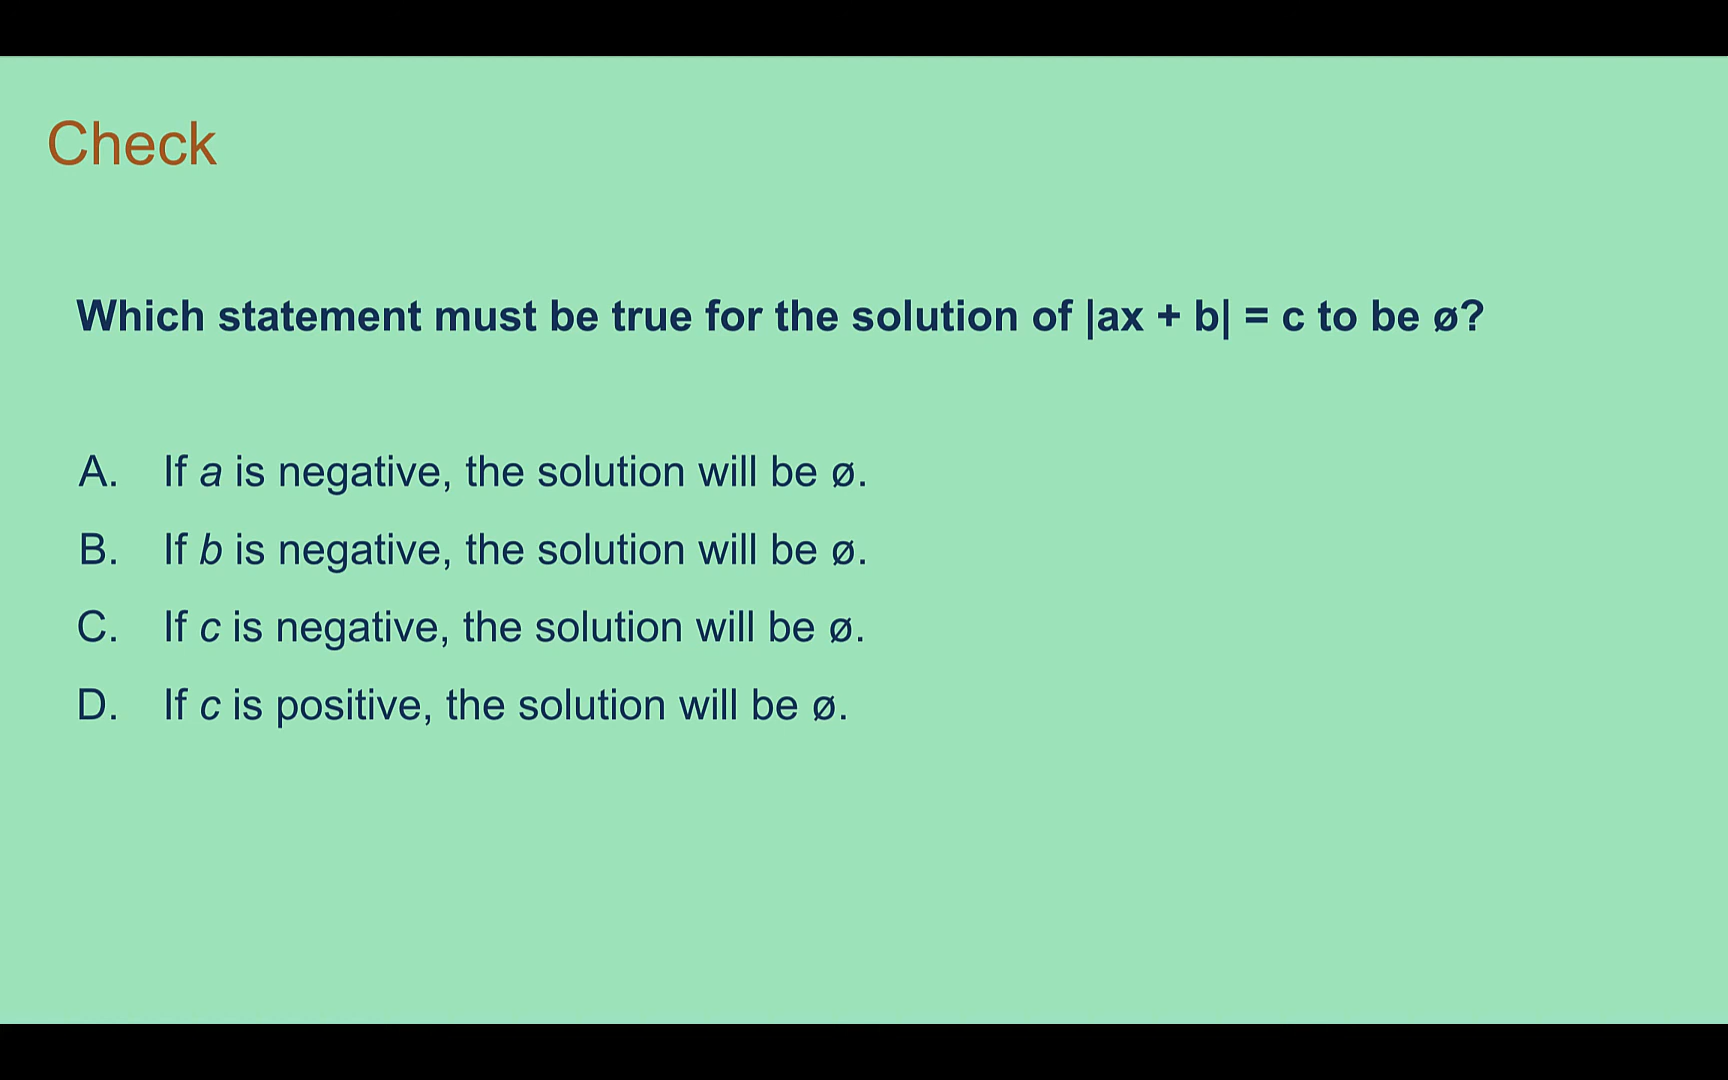 Check
Which statement must be true for the solution of |ax + b| = c to be ø?
A. If a is negative, the solution will be ø.
B. If b is negative, the solution will be ø.
C. If c is negative, the solution will be ø.
D. If c is positive, the solution will be ø.